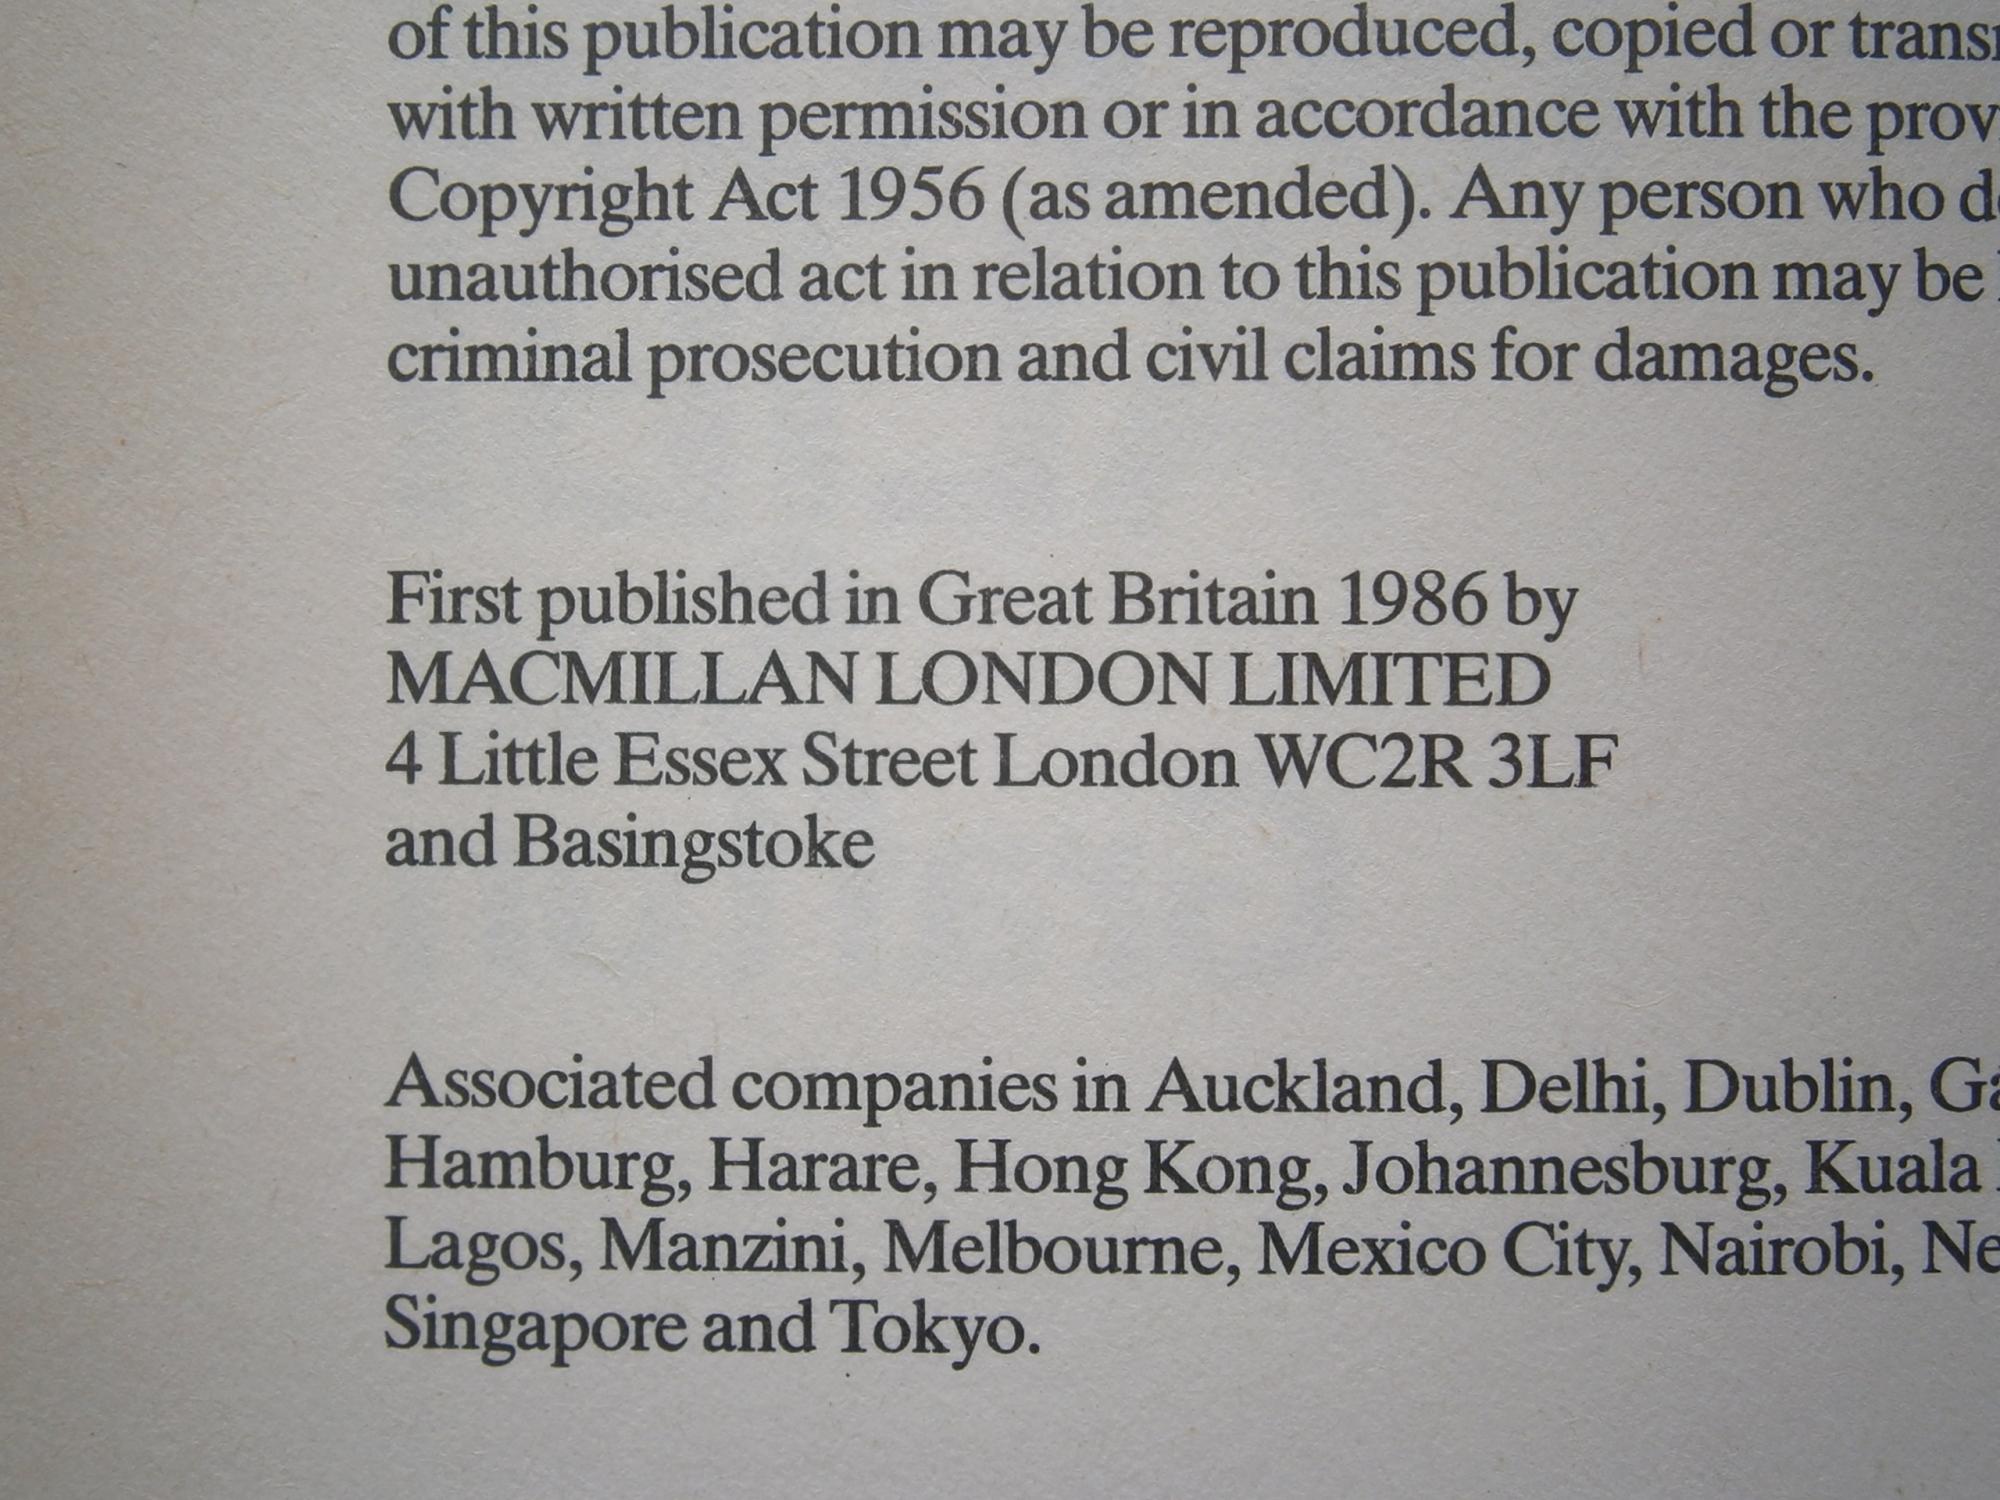 of this publication may be reproduced, copied or
with written permission or in accordance with the
Copyright Act 1956 (as amended). Any person who
unauthorised act in relation to this publication may be
criminal prosecution and civil claims for damages.
First published in Great Britain 1986 by
MACMILLAN LONDON LIMITED
4 Little Essex Street London WC2R 3LF
and Basingstoke
Associated companies in Auckland, Delhi, Dublin,
Hamburg, Harare, Hong Kong, Johannesburg, Kuala
Lagos, Manzini, Melbourne, Mexico City, Nairobi,
Singapore and Tokyo.